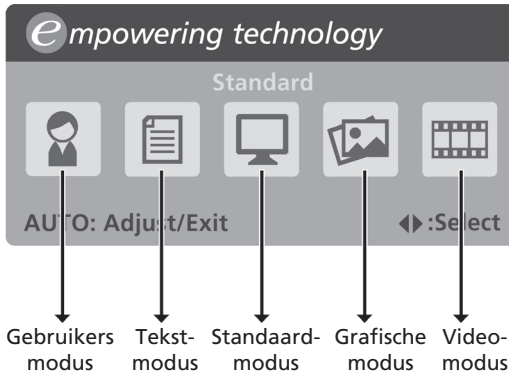 empowering technology
Standard
AUTO: Adjust/Exit ◀▶ :Select
Gebruikers Tekst- Standaard- Grafische Video-
modus modus modus modus modus